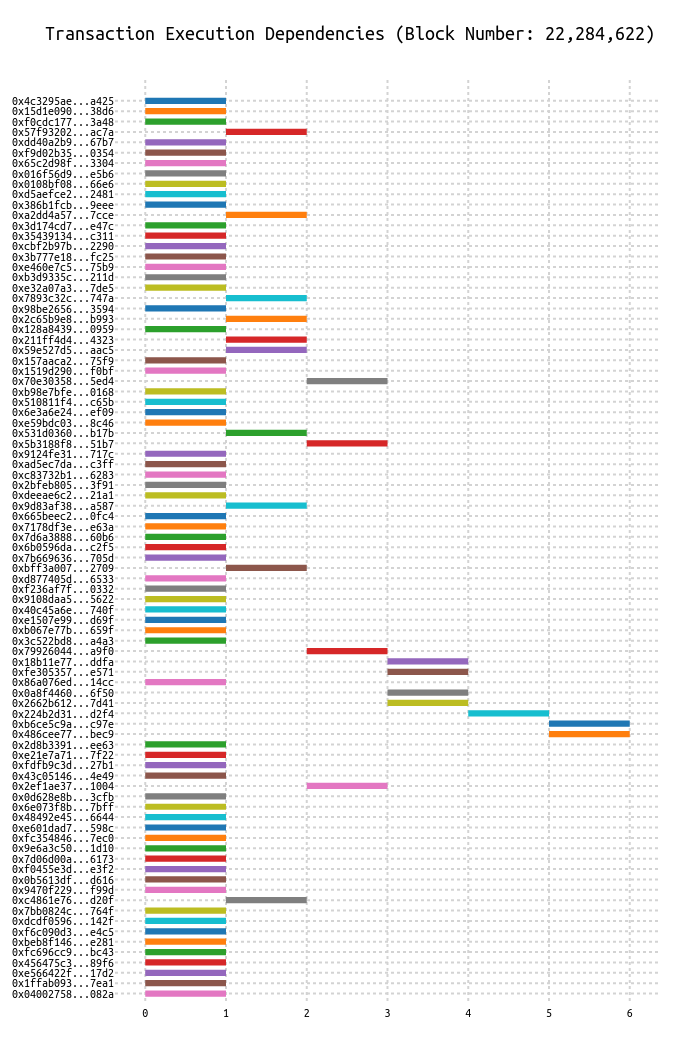 Transaction Execution Dependencies (Block Number: 22,284,622)
0x4c3295ae...a425
0x15d1e090...38d6
0xf0cdc177...3a48
0x57f93202...ac7a
0xdd40a2b9...67b7
0xf9d02b35...0354
0x65c2d98f...3304
0x016f56d9...e5b6
0x0108bf08...66e6
0xd5aefce2...2481
0x386b1fcb...9eee
0xa2dd4a57...7cce
0x3d174cd7...e47c
0x35439134...c311
0xcbf2b97b...2290
0x3b777e18...fc25
0xe460e7c5...75b9
0xb3d9335c...211d
0xe32a07a3...7de5
0x7893c32c...747a
0x98be2656...3594
0x2c65b9e8...b993
0x128a8439...0959
0x211ff4d4...4323
0x59e527d5...aac5
0x157aaca2...75f9
0x1519d290...f0bf
0x70e30358...5ed4
0xb98e7bfe...0168
0x510811f4...c65b
0x6e3a6e24...ef09
0xe59bdc03...8c46
0x531d0360...b17b
0x5b3188f8...51b7
0x9124fe31...717c
0xad5ec7da...c3ff
0xc83732b1...6283
0x2bfeb805...3f91
0xdeeae6c2...21a1
0x9d83af38...a587
0x665beec2...0fc4
0x7178df3e...e63a
0x7d6a3888...60b6
0x6b0596da...c2f5
0x7b669636...705d
0xbff3a007...2709
0xd877405d...6533
0xf236af7f...0332
0x9108daa5...5622
0x40c45a6e...740f
0xe1507e99...d69f
0xb067e77b...659f
0x3c522bd8...a4a3
0x79926044...a9f0
0x18b11e77...ddfa
0xfe305357...e571
0x86a076ed...14cc
0x0a8f4460...6f50
0x2662b612...7d41
0x224b2d31...d2f4
0xb6ce5c9a...c97e
0x486cee77...bec9
0x2d8b3391...ee63
0xe21e7a71...7f22
0xfdfb9c3d...27b1
0x43c05146...4e49
0x2ef1ae37...1004
0x0d628e8b...3cfb
0x6e073f8b...7bff
0x48492e45...6644
0xe601dad7...598c
0xfc354846...7ec0
0x9e6a3c50...1d10
0x7d06d00a...6173
0xf0455e3d...e3f2
0x0b5613df...d616
0x9470f229...f99d
0xc4861e76...d20f
0x7bb0824c...764f
0xdcdf0596...142f
0xf6c090d3...e4c5
0xbeb8f146...e281
0xfc696cc9...bc43
0x456475c3...89f6
0xe566422f...17d2
0x1ffab093...7ea1
0x04002758...082a
0 1 2 3 4 5 6